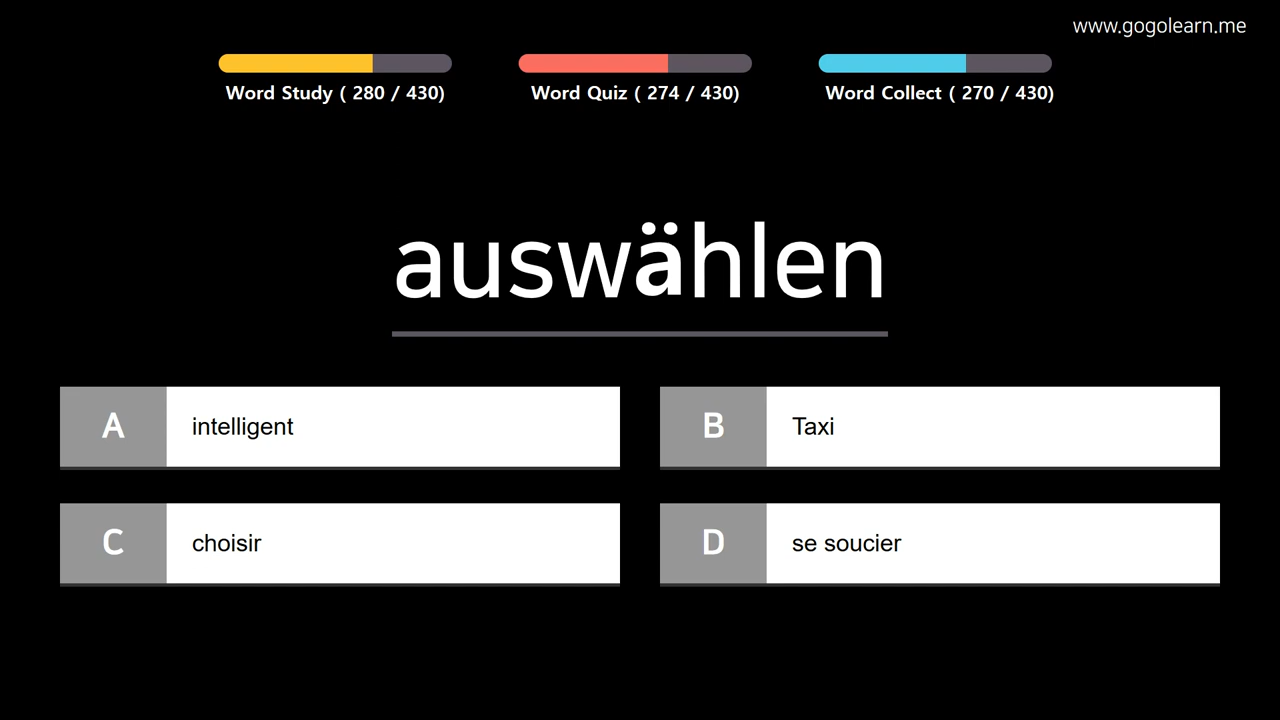 www.gogolearn.me
Word Study ( 280 / 430)
Word Quiz ( 274 / 430)
Word Collect ( 270 / 430)
auswählen
A intelligent
B Taxi
C choisir
D se soucier